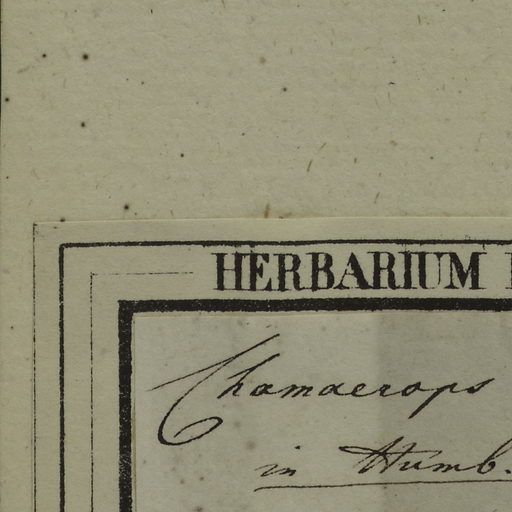 HERBARIUM
Chamaerops
in Humb.